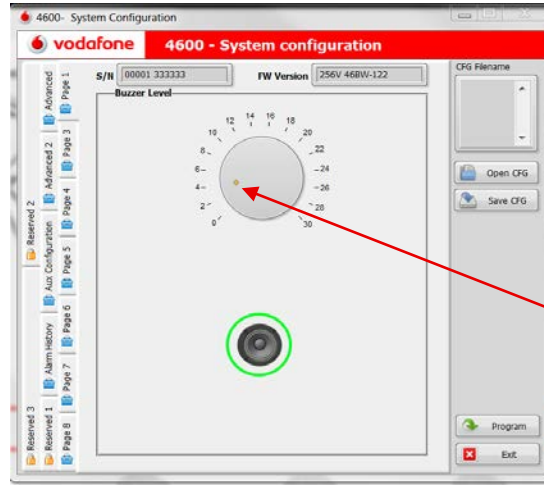 4600- System Configuration
vodafone 4600 - System configuration
S/N 00001 333333 FW Version 256V 46BW-122
CFG Filename
Buzzer Level
0 2 4 6 8 10 12 14 16 18 20 22 24 26 28 30
Open CFG
Save CFG
Program
Exit
Reserved 2
Reserved 3
Advanced
Advanced 2
Aux Configuration
Alarm History
Reserved 1
Page 1
Page 3
Page 4
Page 5
Page 6
Page 7
Page 8